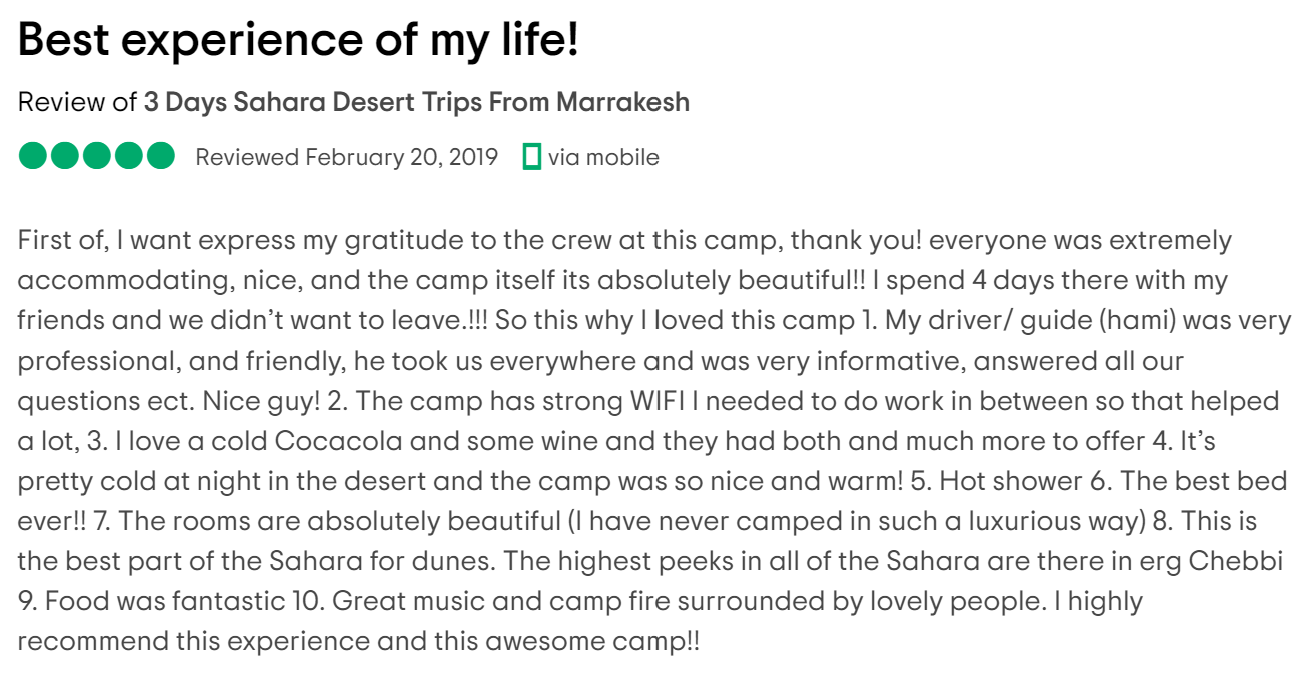 Best experience of my life!
Review of 3 Days Sahara Desert Trips From Marrakesh
Reviewed February 20, 2019 via mobile
First of, I want express my gratitude to the crew at this camp, thank you! everyone was extremely
accommodating, nice, and the camp itself its absolutely beautiful!! I spend 4 days there with my
friends and we didn't want to leave.!!! So this why I loved this camp 1. My driver/ guide (hami) was very
professional, and friendly, he took us everywhere and was very informative, answered all our
questions ect. Nice guy! 2. The camp has strong WIFI I needed to do work in between so that helped
a lot, 3. I love a cold Cocacola and some wine and they had both and much more to offer 4. It's
pretty cold at night in the desert and the camp was so nice and warm! 5. Hot shower 6. The best bed
ever!! 7. The rooms are absolutely beautiful (I have never camped in such a luxurious way) 8. This is
the best part of the Sahara for dunes. The highest peeks in all of the Sahara are there in erg Chebbi
9. Food was fantastic 10. Great music and camp fire surrounded by lovely people. I highly
recommend this experience and this awesome camp!!